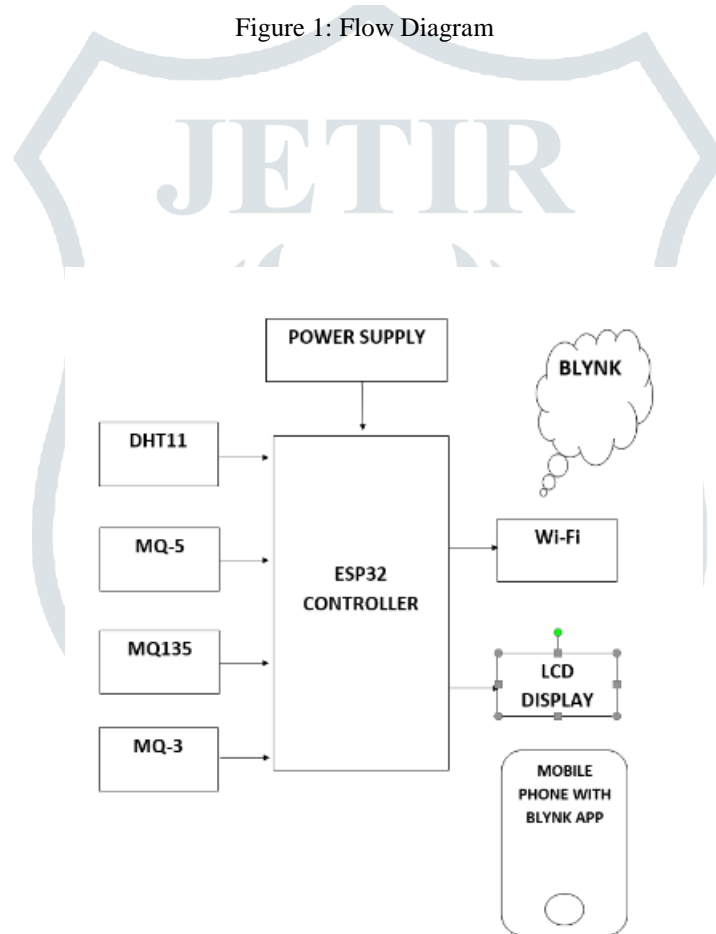 Figure 1: Flow Diagram
JETIR
POWER SUPPLY
BLYNK
DHT11
MQ-5
Wi-Fi
ESP32
CONTROLLER
MQ135
LCD
DISPLAY
MQ-3
MOBILE
PHONE WITH
BLYNK APP